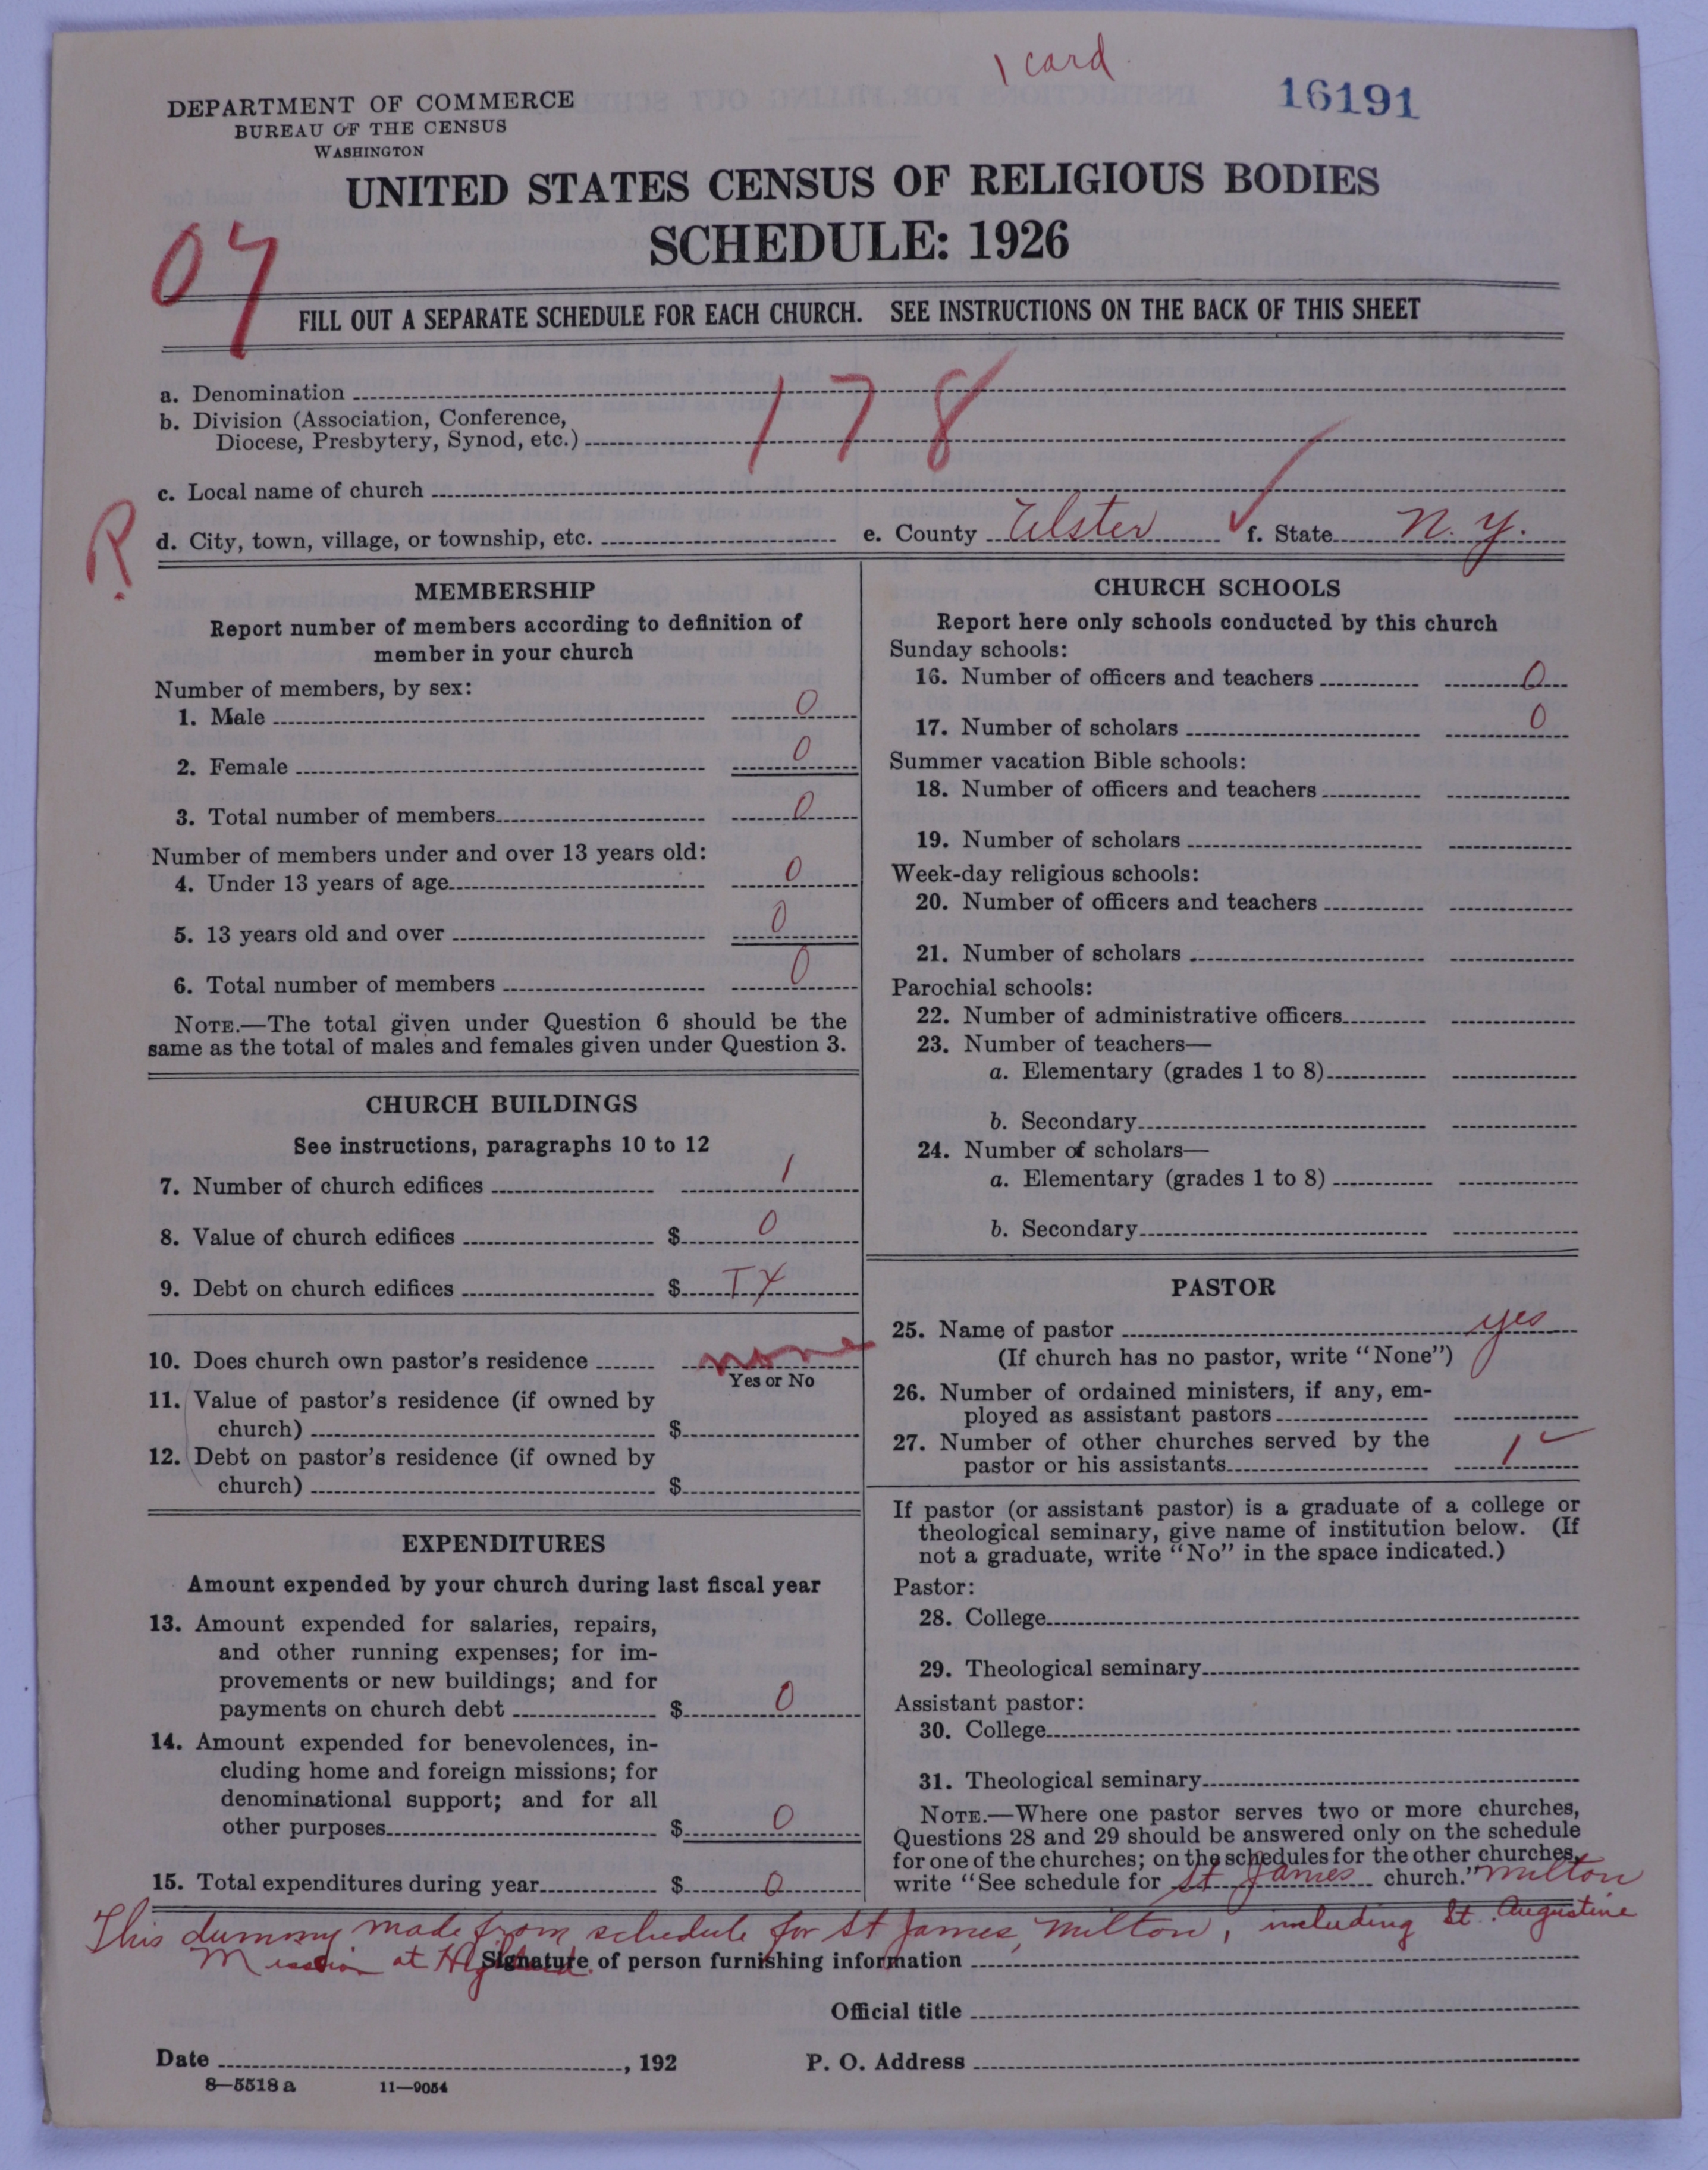 1 card
16191
DEPARTMENT OF COMMERCE
BUREAU OF THE CENSUS
WASHINGTON
UNITED STATES CENSUS OF RELIGIOUS BODIES
SCHEDULE: 1926
FILL OUT A SEPARATE SCHEDULE FOR EACH CHURCH. SEE INSTRUCTIONS ON THE BACK OF THIS SHEET
a. Denomination
178
b. Division (Association, Conference,
Diocese, Presbytery, Synod, etc.)
c. Local name of church
R
d. City, town, village, or township, etc. e. County Ulster ✓ f. State N. Y.
MEMBERSHIP
Report number of members according to definition of
member in your church
Number of members, by sex:
1. Male 0
2. Female 0
3. Total number of members 0
Number of members under and over 13 years old:
4. Under 13 years of age 0
5. 13 years old and over 0
6. Total number of members 0
NOTE.—The total given under Question 6 should be the
same as the total of males and females given under Question 3.
CHURCH BUILDINGS
See instructions, paragraphs 10 to 12
7. Number of church edifices 1
8. Value of church edifices $ 0
9. Debt on church edifices $ TX
10. Does church own pastor's residence none
Yes or No
11. Value of pastor's residence (if owned by
church) $
12. Debt on pastor's residence (if owned by
church) $
EXPENDITURES
Amount expended by your church during last fiscal year
13. Amount expended for salaries, repairs,
and other running expenses; for im-
provements or new buildings; and for
payments on church debt $ 0
14. Amount expended for benevolences, in-
cluding home and foreign missions; for
denominational support; and for all
other purposes $ 0
15. Total expenditures during year $ 0
CHURCH SCHOOLS
Report here only schools conducted by this church
Sunday schools:
16. Number of officers and teachers 0
17. Number of scholars 0
Summer vacation Bible schools:
18. Number of officers and teachers
19. Number of scholars
Week-day religious schools:
20. Number of officers and teachers
21. Number of scholars
Parochial schools:
22. Number of administrative officers
23. Number of teachers—
a. Elementary (grades 1 to 8)
b. Secondary
24. Number of scholars—
a. Elementary (grades 1 to 8)
b. Secondary
PASTOR
25. Name of pastor yes
(If church has no pastor, write "None")
26. Number of ordained ministers, if any, em-
ployed as assistant pastors
27. Number of other churches served by the
pastor or his assistants 1 ✓
If pastor (or assistant pastor) is a graduate of a college or
theological seminary, give name of institution below. (If
not a graduate, write "No" in the space indicated.)
Pastor:
28. College
29. Theological seminary
Assistant pastor:
30. College
31. Theological seminary
NOTE.—Where one pastor serves two or more churches,
Questions 28 and 29 should be answered only on the schedule
for one of the churches; on the schedules for the other churches,
write "See schedule for St James church." Milton
This dummy made from schedule for St James, Milton, including St. Augustine
Mission at Highland.
Signature of person furnishing information
Official title
Date , 192 P. O. Address
8—5518 a 11—9054